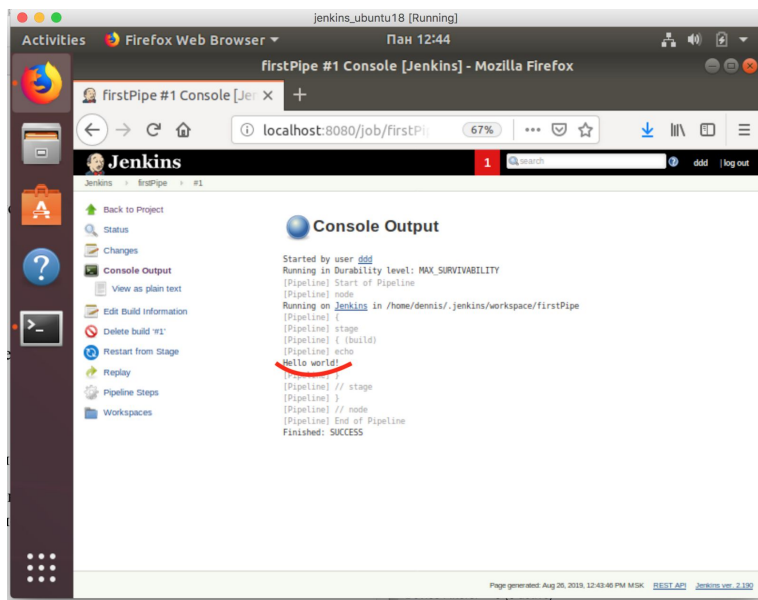 jenkins_ubuntu18 [Running]
Activities Firefox Web Browser Пан 12:44
firstPipe #1 Console [Jenkins] - Mozilla Firefox
firstPipe #1 Console [Je
localhost:8080/job/firstPi 67%
Jenkins 1 search ddd | log out
Jenkins firstPipe #1
Back to Project
Status
Changes
Console Output
View as plain text
Edit Build Information
Delete build '#1'
Restart from Stage
Replay
Pipeline Steps
Workspaces
Console Output
Started by user ddd
Running in Durability level: MAX_SURVIVABILITY
[Pipeline] Start of Pipeline
[Pipeline] node
Running on Jenkins in /home/dennis/.jenkins/workspace/firstPipe
[Pipeline] {
[Pipeline] stage
[Pipeline] { (build)
[Pipeline] echo
Hello world!
[Pipeline] }
[Pipeline] // stage
[Pipeline] }
[Pipeline] // node
[Pipeline] End of Pipeline
Finished: SUCCESS
Page generated: Aug 26, 2019, 12:43:46 PM MSK REST API Jenkins ver. 2.190